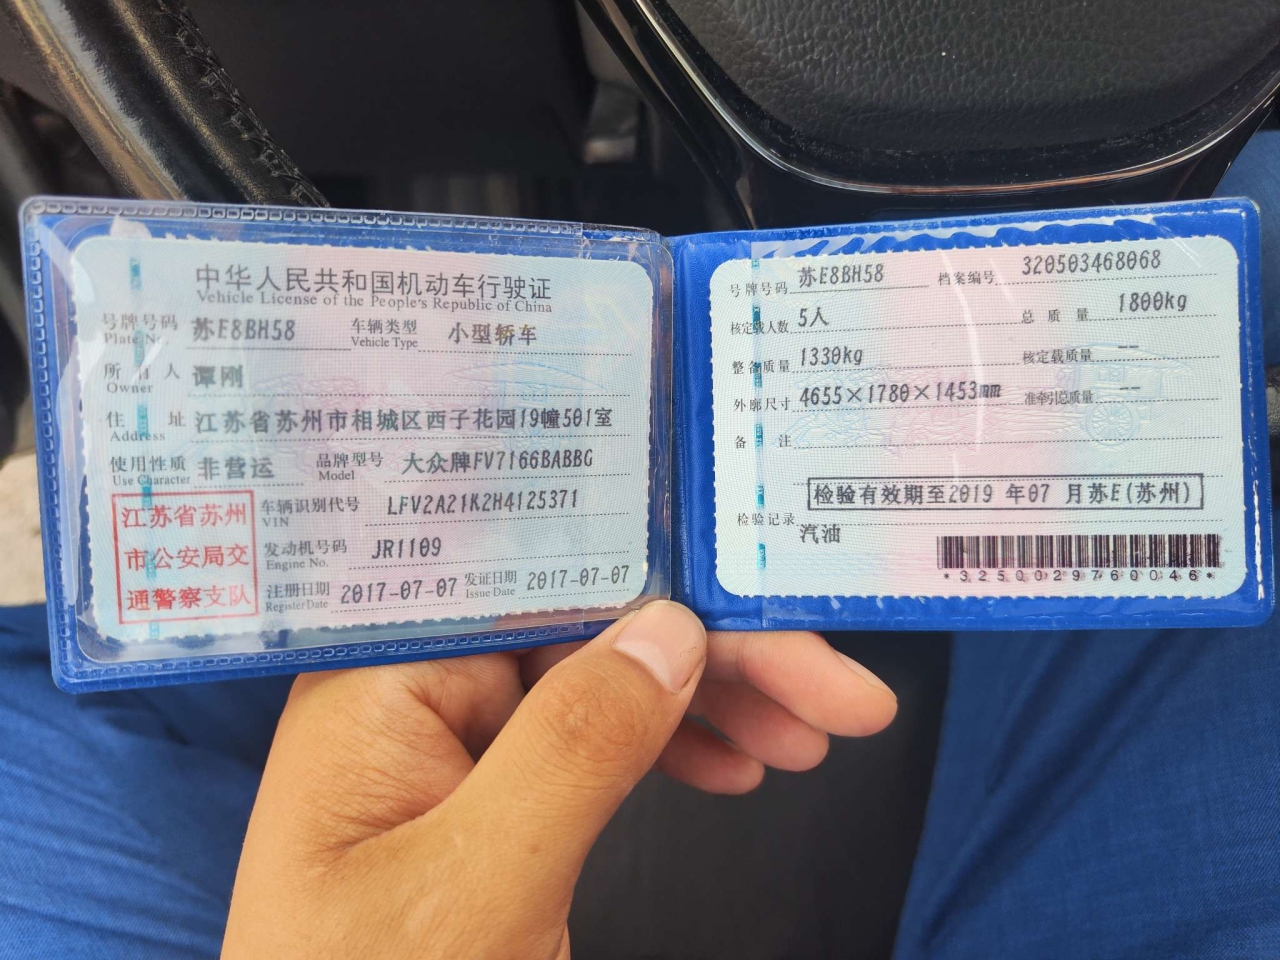 中华人民共和国机动车行驶证
Vehicle License of the People's Republic of China
号牌号码 苏E8BH58 车辆类型 小型轿车
Plate No. Vehicle Type
所有人 谭刚
Owner
住址 江苏省苏州市相城区西子花园19幢501室
Address
使用性质 非营运 品牌型号 大众牌FV7166BABBG
Use Character Model
江苏省苏州
市公安局交
通警察支队
车辆识别代号 LFV2A21K2H4125371
VIN
发动机号码 JR1109
Engine No.
注册日期 2017-07-07 发证日期 2017-07-07
Register Date Issue Date
号牌号码 苏E8BH58 档案编号 320503468068
核定载人数 5人 总质量 1800kg
整备质量 1330kg 核定载质量 --
外廓尺寸 4655×1780×1453mm 准牵引总质量 --
备注
检验有效期至2019年07月苏E(苏州)
检验记录
汽油
*3250029760046*